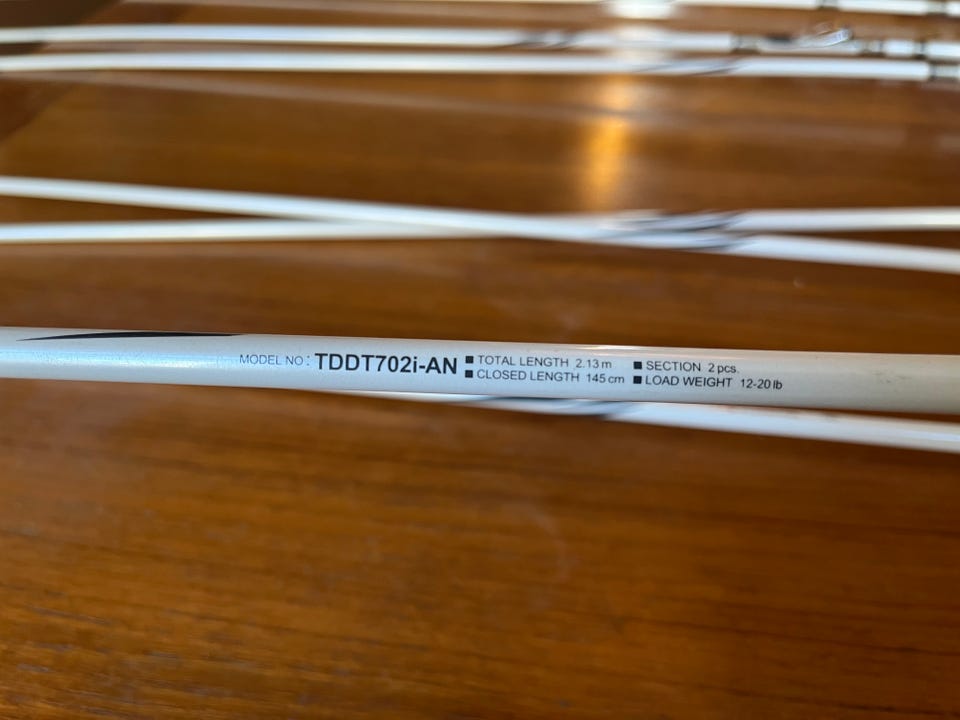 MODEL NO : TDDT702i-AN ■ TOTAL LENGTH 2.13 m ■ SECTION 2 pcs.
■ CLOSED LENGTH 145 cm ■ LOAD WEIGHT 12-20 lb